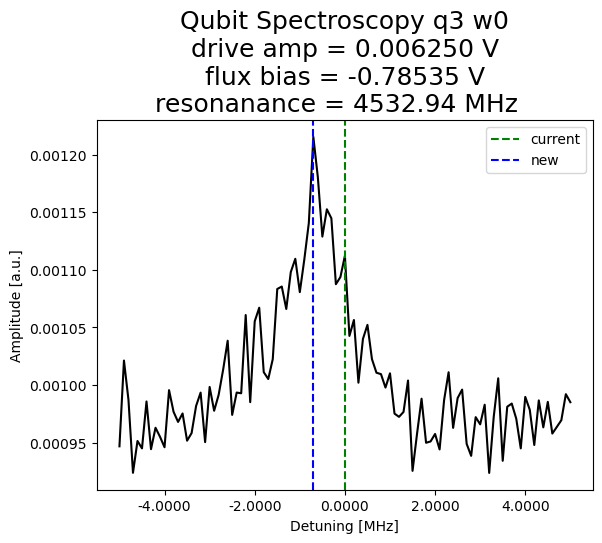 Qubit Spectroscopy q3 w0
drive amp = 0.006250 V
flux bias = -0.78535 V
resonanance = 4532.94 MHz
current
new
0.00120
0.00115
0.00110
0.00105
0.00100
0.00095
Amplitude [a.u.]
-4.0000 -2.0000 0.0000 2.0000 4.0000
Detuning [MHz]